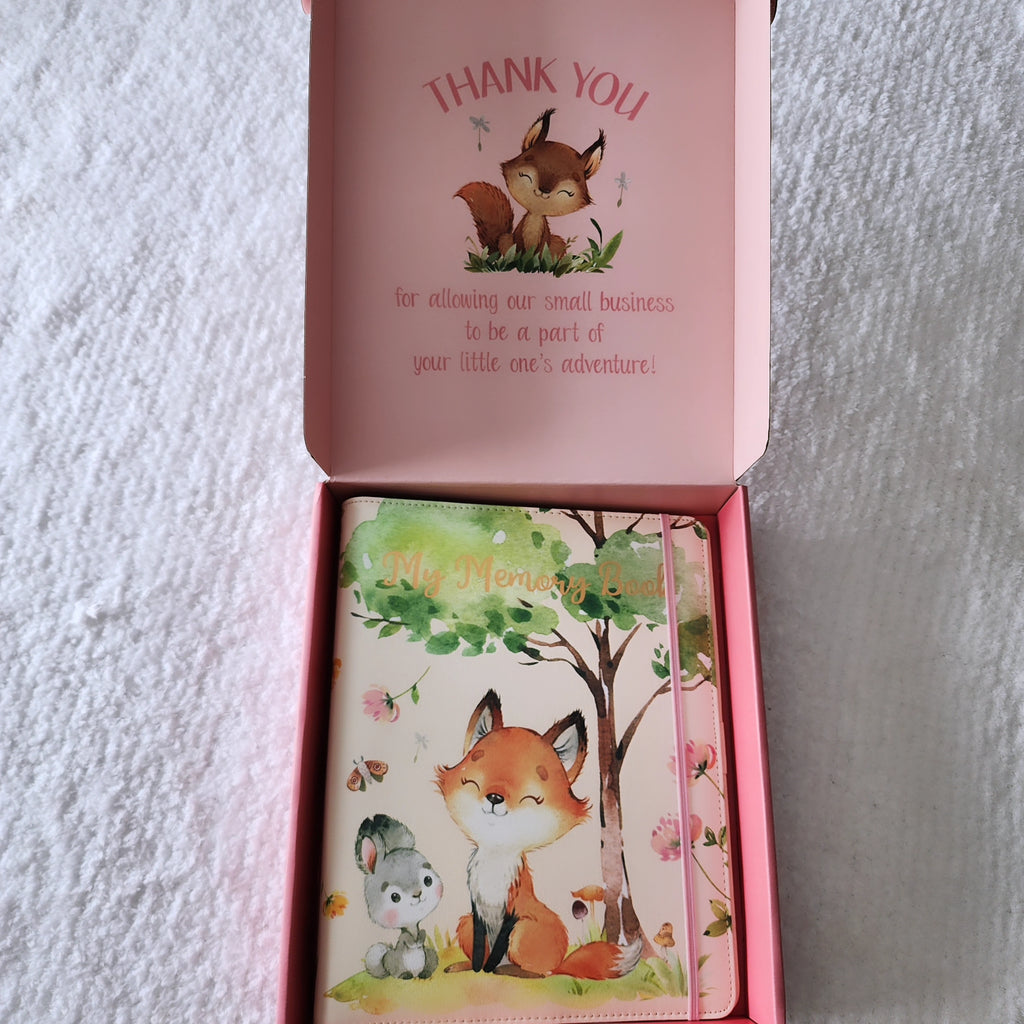 THANK YOU
for allowing our small business
to be a part of
your little one's adventure!
My Memory Book